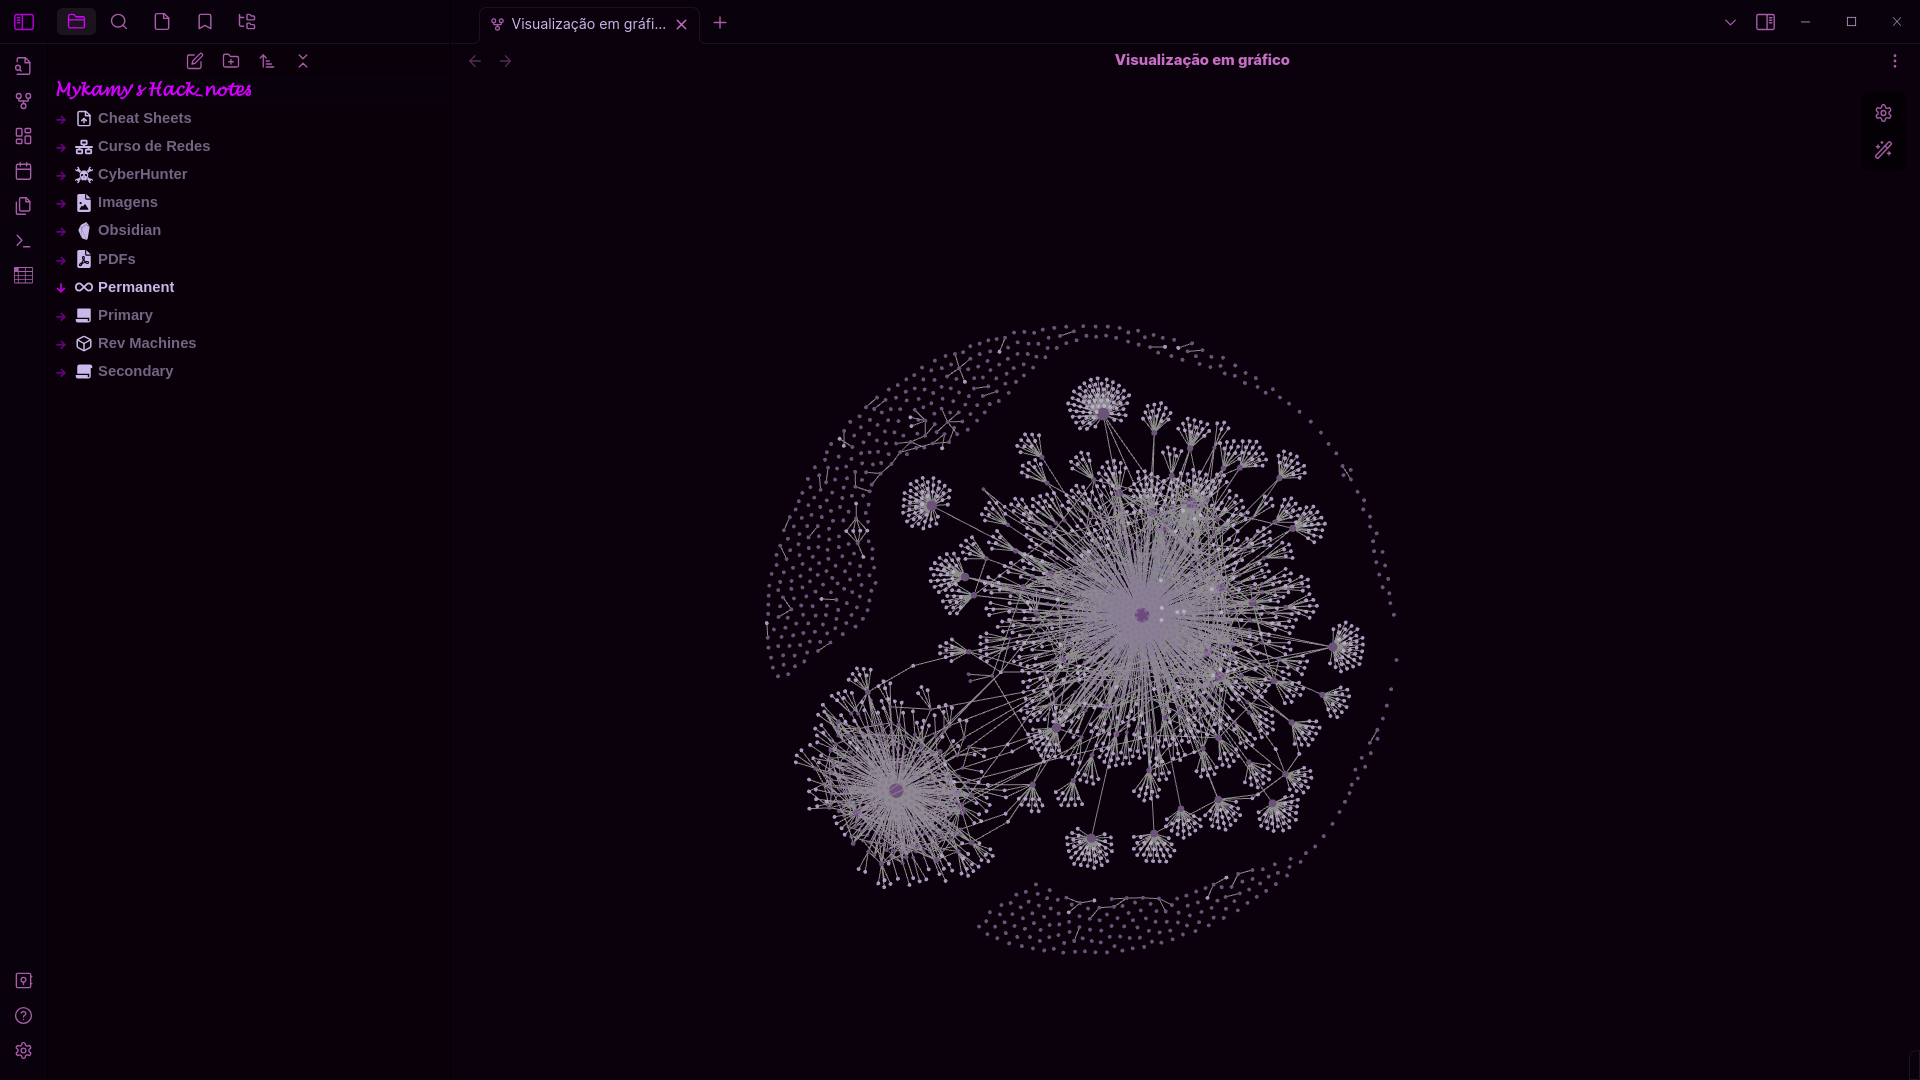 Visualização em gráfi...
Visualização em gráfico
Mykamy's Hack_notes
Cheat Sheets
Curso de Redes
CyberHunter
Imagens
Obsidian
PDFs
Permanent
Primary
Rev Machines
Secondary